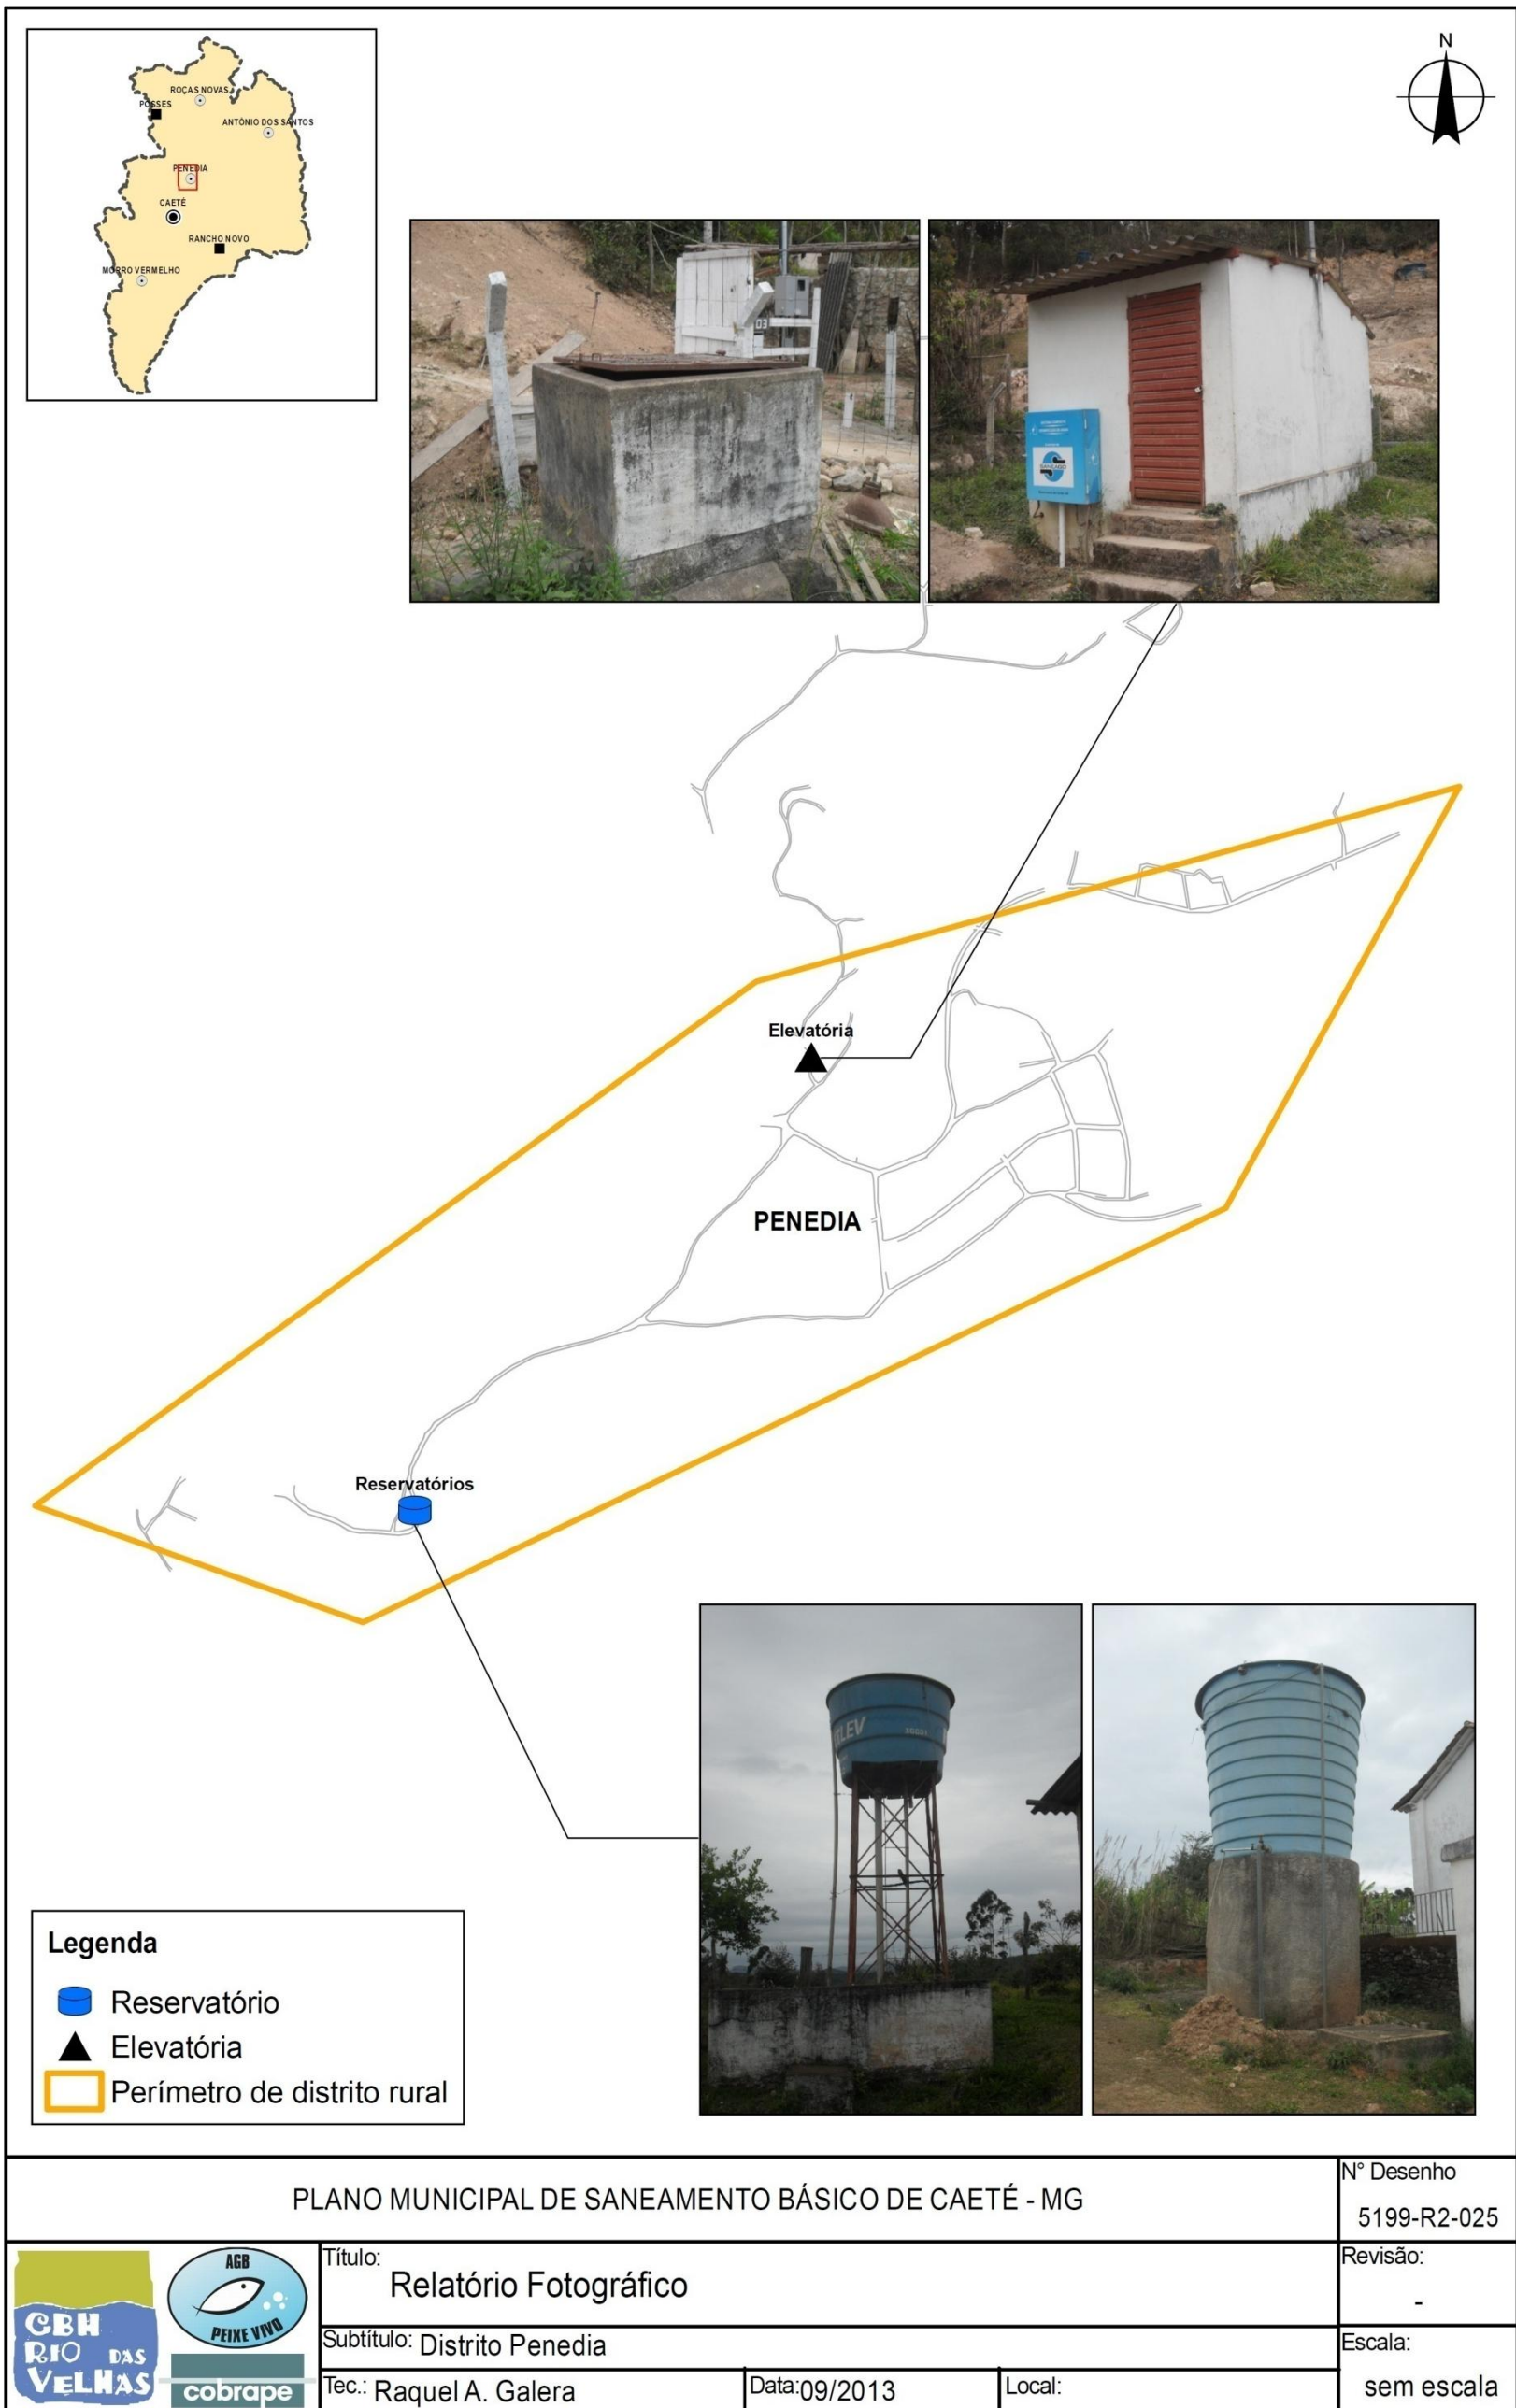 N
ROÇAS NOVAS
POSSES
ANTÔNIO DOS SANTOS
PENEDIA
CAETÉ
RANCHO NOVO
MORRO VERMELHO
03
Elevatória
PENEDIA
Reservatórios
Legenda
Reservatório
Elevatória
Perímetro de distrito rural
PLANO MUNICIPAL DE SANEAMENTO BÁSICO DE CAETÉ - MG
N° Desenho
5199-R2-025
CBH
RIO DAS
VELHAS
AGB
PEIXE VIVO
cobrape
Título:
Relatório Fotográfico
Revisão:
-
Subtítulo: Distrito Penedia
Escala:
sem escala
Tec.: Raquel A. Galera
Data:09/2013
Local: